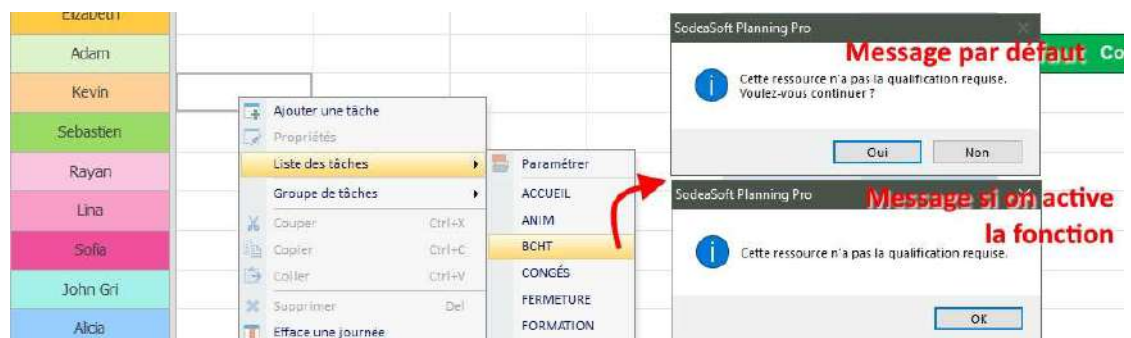 Elizabeth
Adam
Kevin
Sebastien
Rayan
Lina
Sofia
John Gri
Alicia
Ajouter une tâche
Propriétés
Liste des tâches
Groupe de tâches
Couper Ctrl+X
Copier Ctrl+C
Coller Ctrl+V
Supprimer Del
Efface une journée
Paramétrer
ACCUEIL
ANIM
BCHT
CONGÉS
FERMETURE
FORMATION
SodeaSoft Planning Pro
Message par défaut
Cette ressource n'a pas la qualification requise.
Voulez-vous continuer ?
Oui Non
SodeaSoft Planning Pro
Message si on active
la fonction
Cette ressource n'a pas la qualification requise.
OK
Co